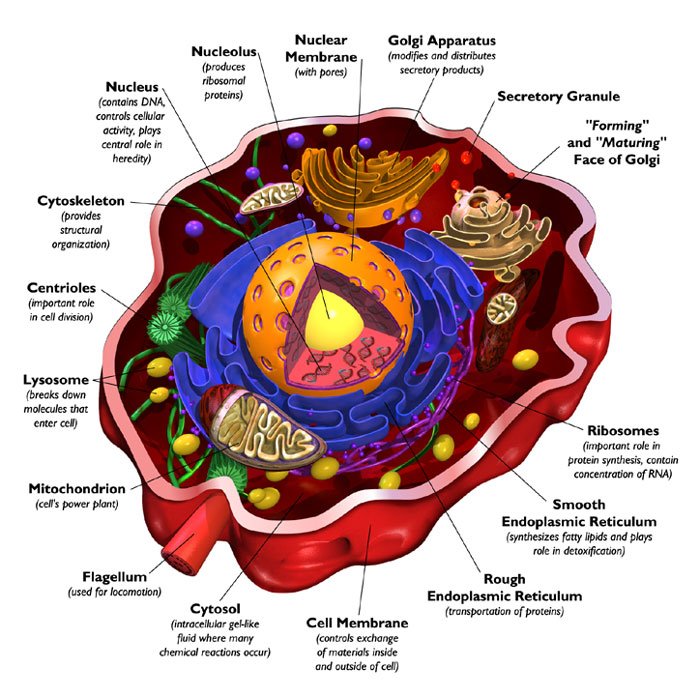 Nucleolus
(produces
ribosomal
proteins)
Nuclear
Membrane
(with pores)
Golgi Apparatus
(modifies and distributes
secretory products)
Nucleus
(contains DNA,
controls cellular
activity, plays
central role in
heredity)
Secretory Granule
"Forming"
and "Maturing"
Face of Golgi
Cytoskeleton
(provides
structural
organization)
Centrioles
(important role
in cell division)
Lysosome
(breaks down
molecules that
enter cell)
Mitochondrion
(cell's power plant)
Flagellum
(used for locomation)
Cytosol
(intracellular gel-like
fluid where many
chemical reactions occur)
Cell Membrane
(controls exchange
of materials inside
and outside of cell)
Rough
Endoplasmic Reticulum
(transportation of proteins)
Smooth
Endoplasmic Reticulum
(synthesizes fatty lipids and plays
role in detoxification)
Ribosomes
(important role in
protein synthesis, contain
concentration of RNA)